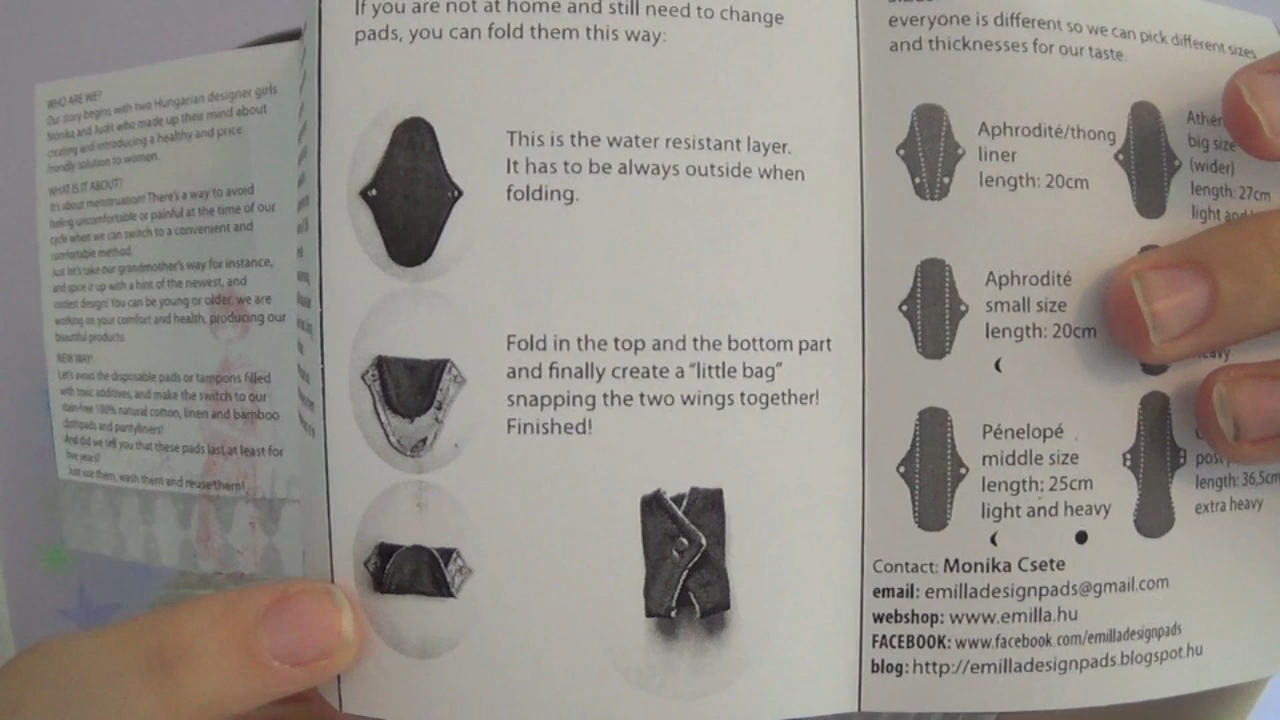 WHO ARE WE?
Our story begins with two Hungarian designer girls
Monika and Judit who made up their mind about
creating and introducing a healthy and price
friendly solution to women.
WHAT IS IT ABOUT?
It's about menstruation! There's a way to avoid
feeling uncomfortable or painful at the time of our
cycle when we can switch to a convenient and
comfortable method.
Just let's take our grandmother's way for instance,
and spice it up with a hint of the newest, and
coolest design! You can be young or older, we are
working on your comfort and health, producing our
beautiful products.
NEW WAY!
Let's avoid the disposable pads or tampons filled
with toxic additives, and make the switch to our
stain-free 100% natural cotton, linen and bamboo
clothpads and pantyliners!
And did we tell you that these pads last at least for
five years?
Just use them, wash them and reuse them!
If you are not at home and still need to change
pads, you can fold them this way:
This is the water resistant layer.
It has to be always outside when
folding.
Fold in the top and the bottom part
and finally create a "little bag"
snapping the two wings together!
Finished!
everyone is different so we can pick different sizes
and thicknesses for our taste.
Aphrodité/thong
liner
length: 20cm
big size
(wider)
length: 27cm
light and
Aphrodité
small size
length: 20cm
heavy
Pénelopé
middle size
length: 25cm
light and heavy
length: 36,5cm
extra heavy
Contact: Monika Csete
email: emilladesignpads@gmail.com
webshop: www.emilla.hu
FACEBOOK: www.facebook.com/emilladesignpads
blog: http://emilladesignpads.blogspot.hu